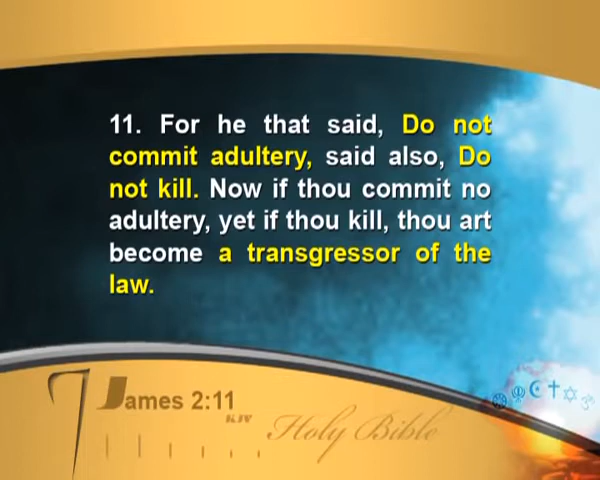 11. For he that said, Do not
commit adultery, said also, Do
not kill. Now if thou commit no
adultery, yet if thou kill, thou art
become a transgressor of the
law.
James 2:11
KJV
Holy Bible